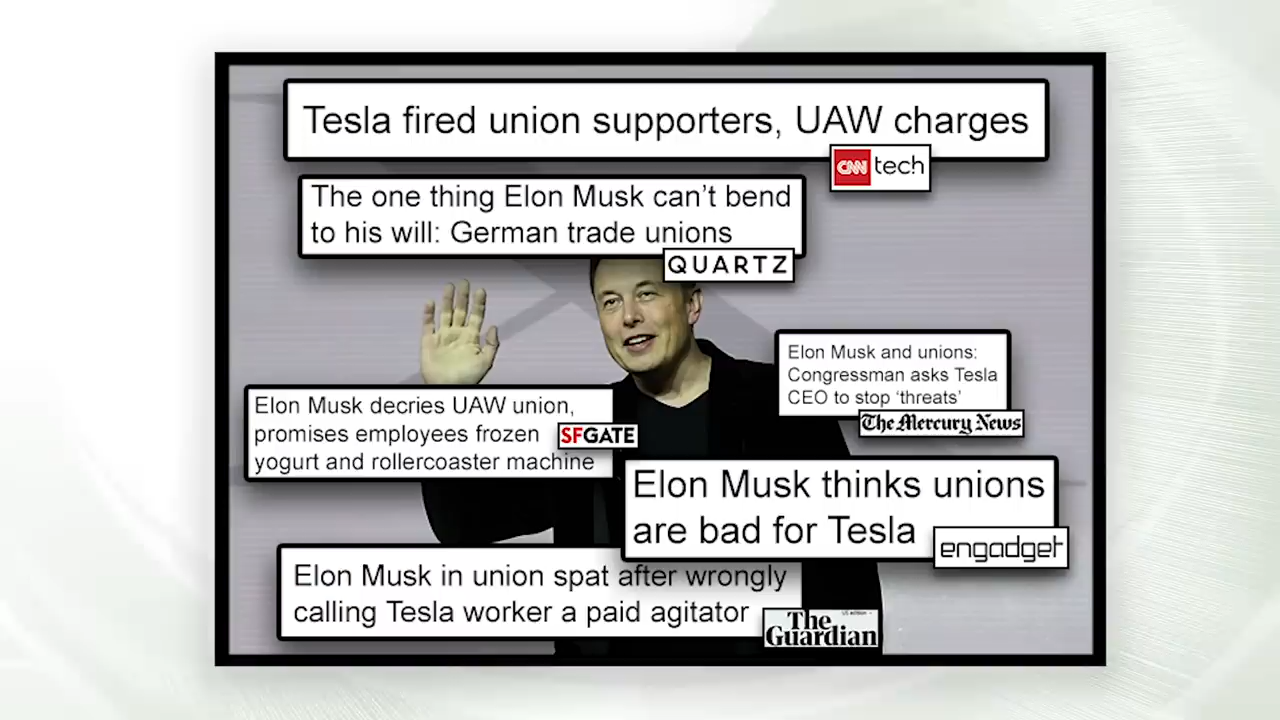 Tesla fired union supporters, UAW charges
CNN tech
The one thing Elon Musk can't bend
to his will: German trade unions
QUARTZ
Elon Musk and unions:
Congressman asks Tesla
CEO to stop ‘threats’
The Mercury News
Elon Musk decries UAW union,
promises employees frozen
yogurt and rollercoaster machine
SFGATE
Elon Musk thinks unions
are bad for Tesla
engadget
Elon Musk in union spat after wrongly
calling Tesla worker a paid agitator
US edition
The
Guardian